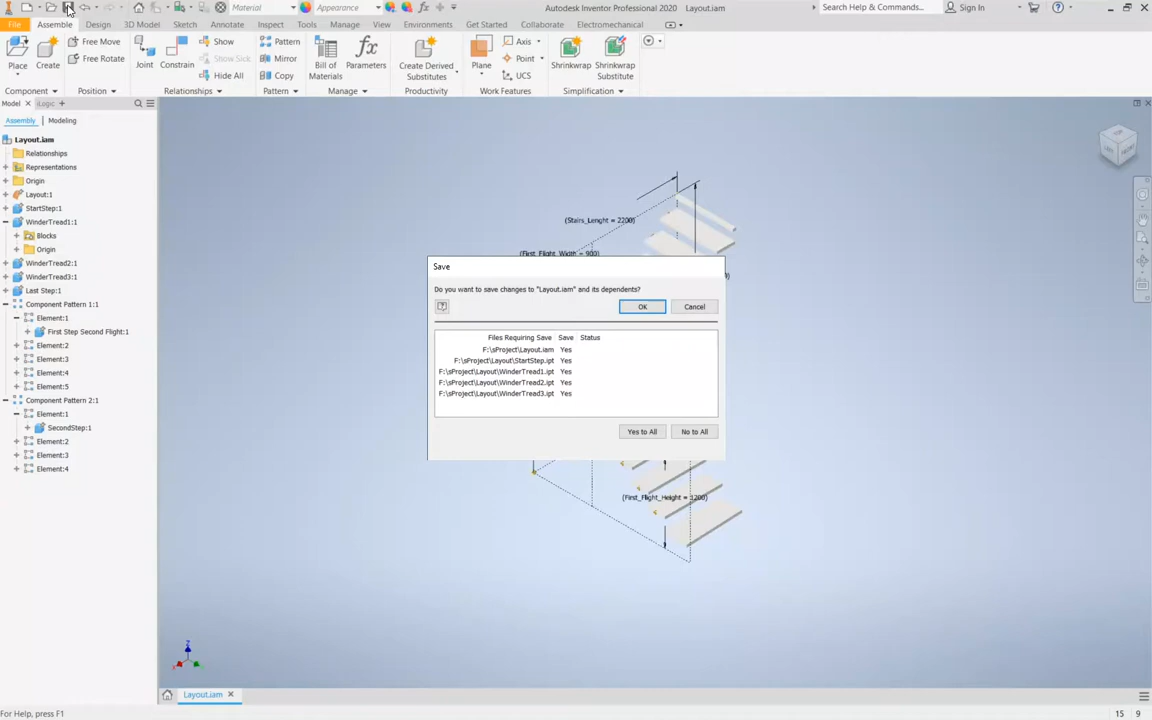 Material
Appearance
Autodesk Inventor Professional 2020 Layout.iam
Search Help & Commands...
Sign In
File
Assemble
Design
3D Model
Sketch
Annotate
Inspect
Tools
Manage
View
Environments
Get Started
Collaborate
Electromechanical
Place
Create
Free Move
Free Rotate
Joint
Constrain
Show
Show Sick
Hide All
Pattern
Mirror
Copy
Bill of
Materials
Parameters
Create Derived
Substitutes
Plane
Axis
Point
UCS
Shrinkwrap
Shrinkwrap
Substitute
Component
Position
Relationships
Pattern
Manage
Productivity
Work Features
Simplification
Model
iLogic
Assembly
Modeling
Layout.iam
Relationships
Representations
Origin
Layout:1
StartStep:1
WinderTread1:1
Blocks
Origin
WinderTread2:1
WinderTread3:1
Last Step:1
Component Pattern 1:1
Element:1
First Step Second Flight:1
Element:2
Element:3
Element:4
Element:5
Component Pattern 2:1
Element:1
SecondStep:1
Element:2
Element:3
Element:4
(Stairs_Lenght = 2200)
(First_Flight_Width = 900)
Save
Do you want to save changes to "Layout.iam" and its dependents?
OK
Cancel
Files Requiring Save Save Status
F:\sProject\Layout.iam Yes
F:\sProject\Layout\StartStep.ipt Yes
F:\sProject\Layout\WinderTread1.ipt Yes
F:\sProject\Layout\WinderTread2.ipt Yes
F:\sProject\Layout\WinderTread3.ipt Yes
Yes to All
No to All
(First_Flight_Height = 1200)
TOP
LEFT
FRONT
Z
X
Layout.iam
For Help, press F1
15 9